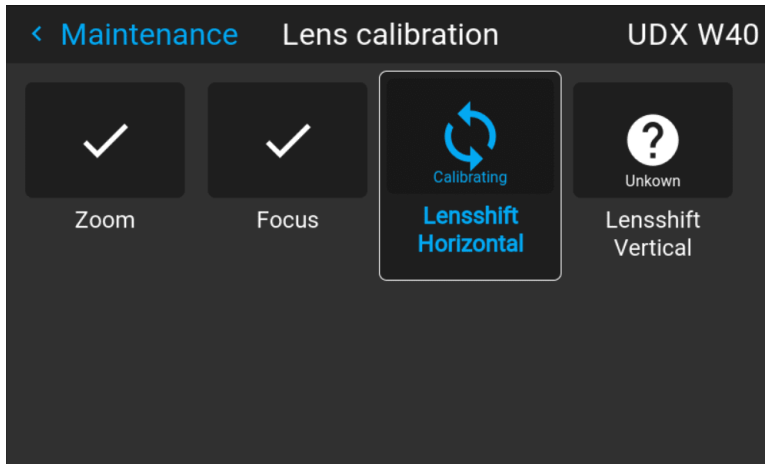 Maintenance Lens calibration UDX W40
Calibrating
Unkown
Zoom
Focus
Lensshift
Horizontal
Lensshift
Vertical